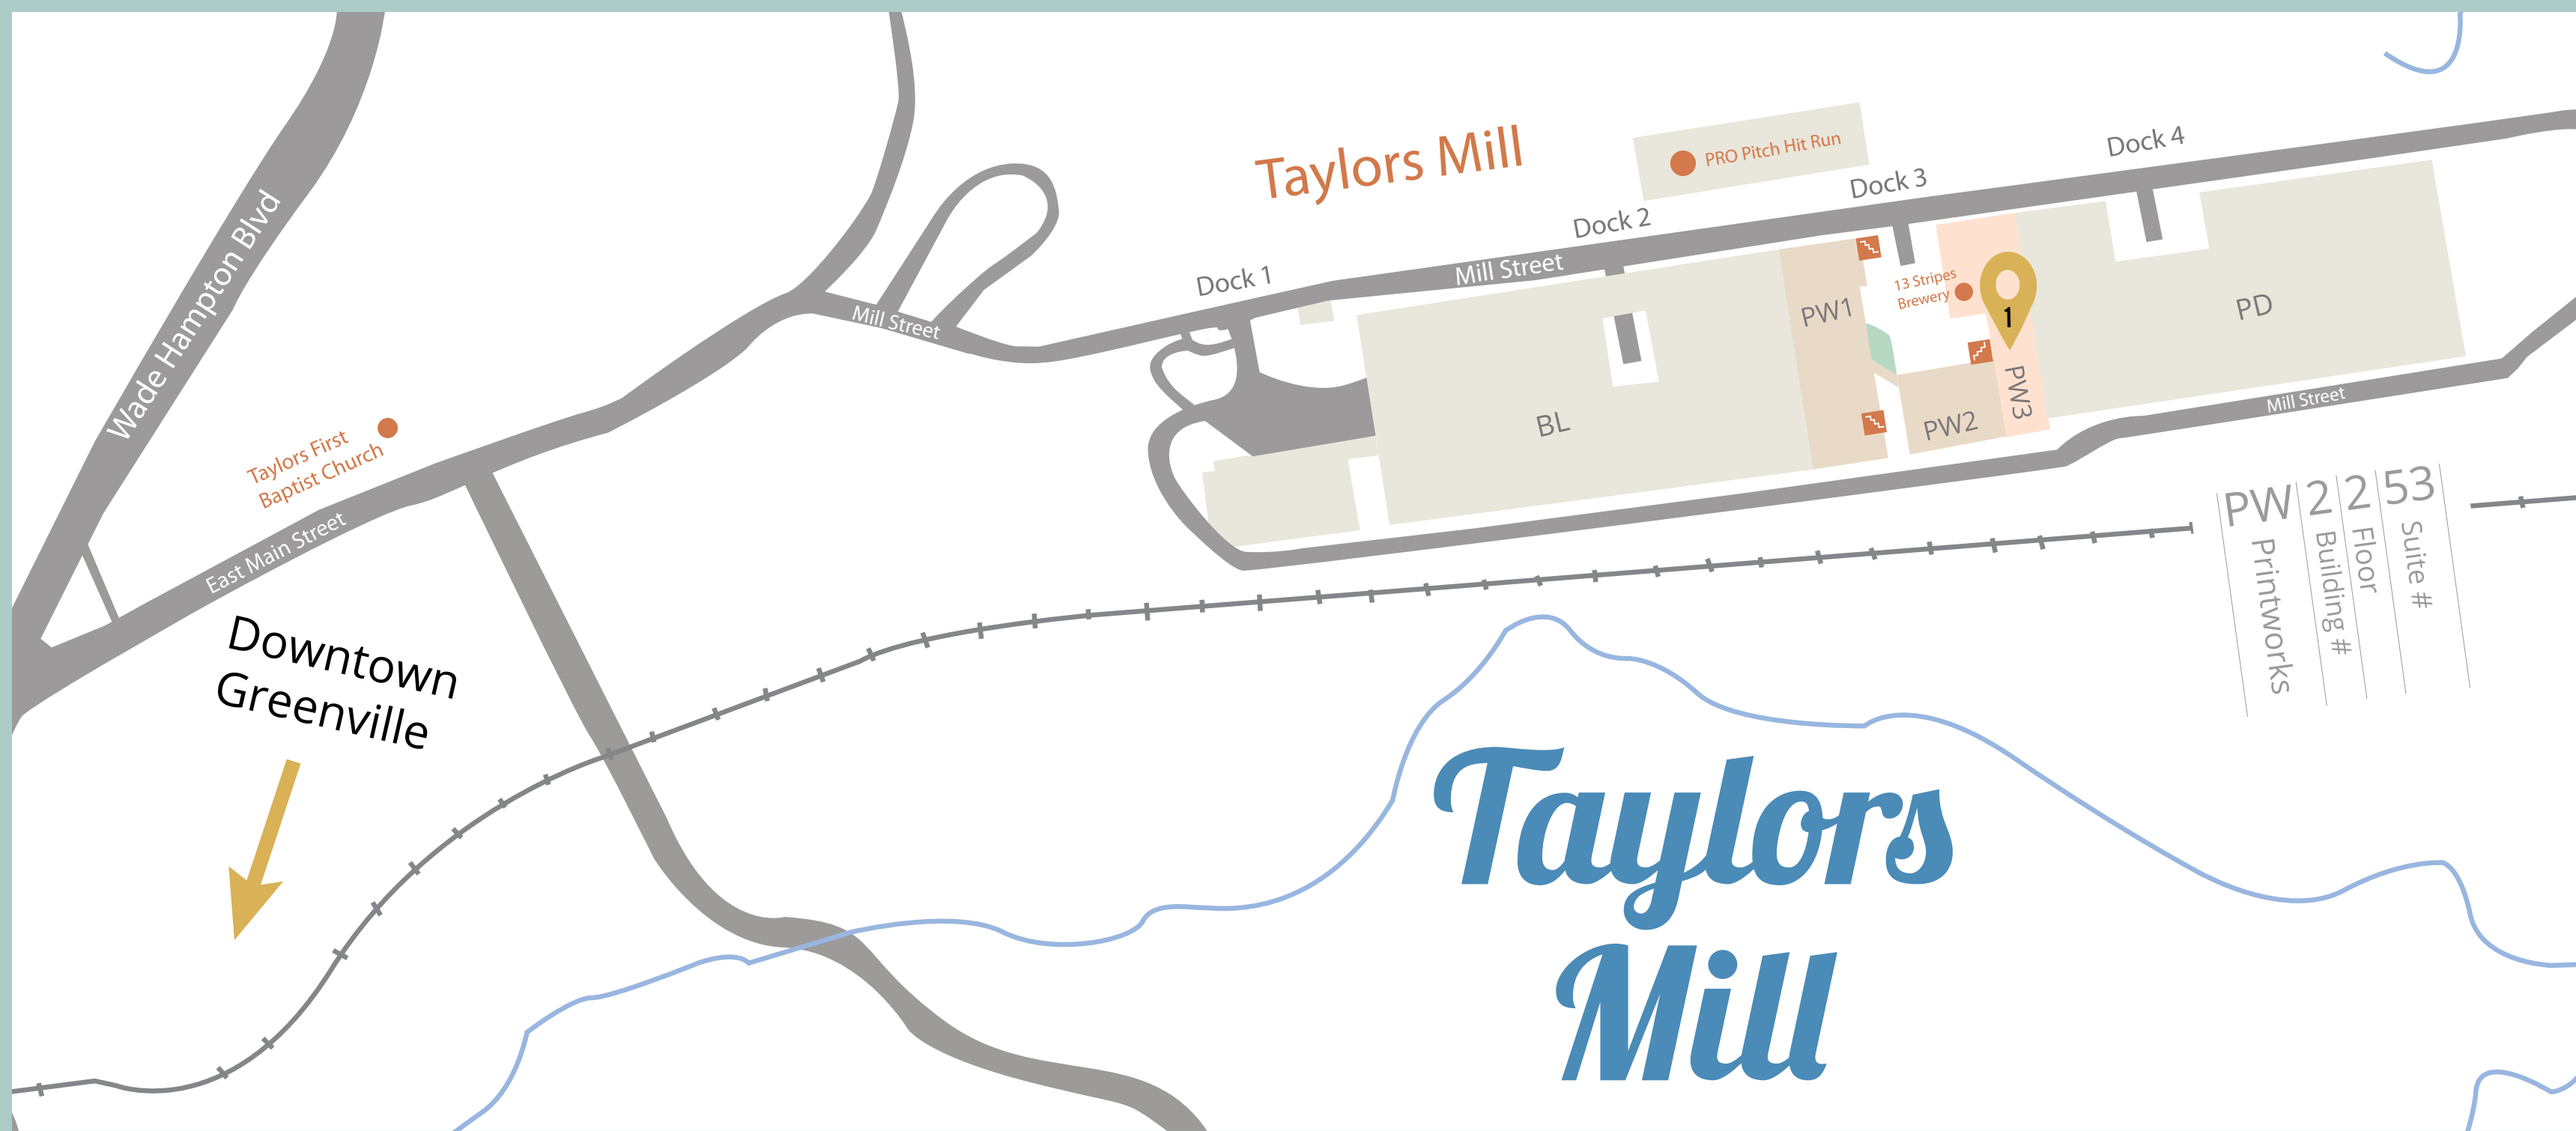 Wade Hampton Blvd
Taylors First
Baptist Church
East Main Street
Downtown
Greenville
Mill Street
Taylors Mill
PRO Pitch Hit Run
Dock 1
Dock 2
Dock 3
Dock 4
Mill Street
13 Stripes
Brewery
1
BL
PW1
PW2
PW3
PD
Mill Street
PW 2 2 53
Printworks
Building #
Floor
Suite #
Taylors
Mill